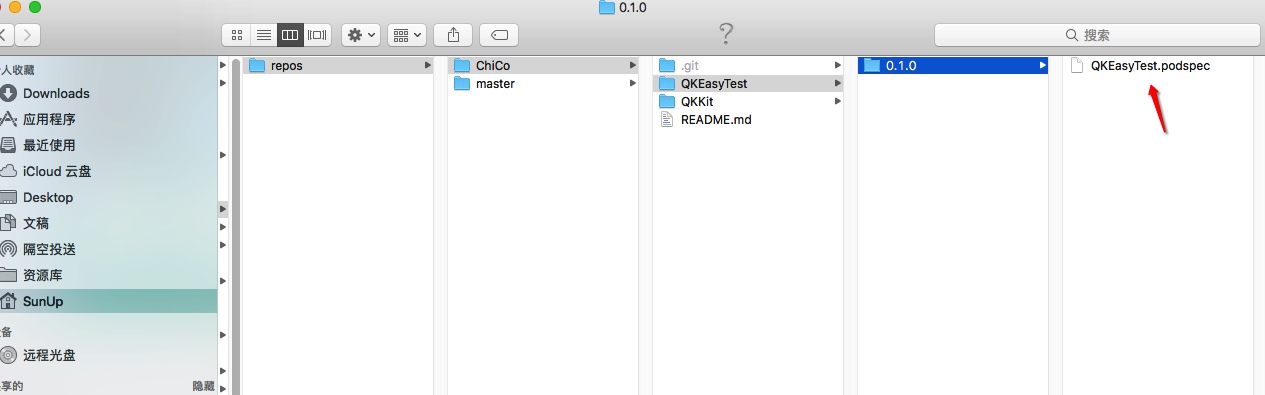 0.1.0
搜索
人收藏
Downloads
应用程序
最近使用
iCloud 云盘
Desktop
文稿
隔空投送
资源库
SunUp
备
远程光盘
享的
隐藏
repos
ChiCo
master
.git
QKEasyTest
QKKit
README.md
0.1.0
QKEasyTest.podspec